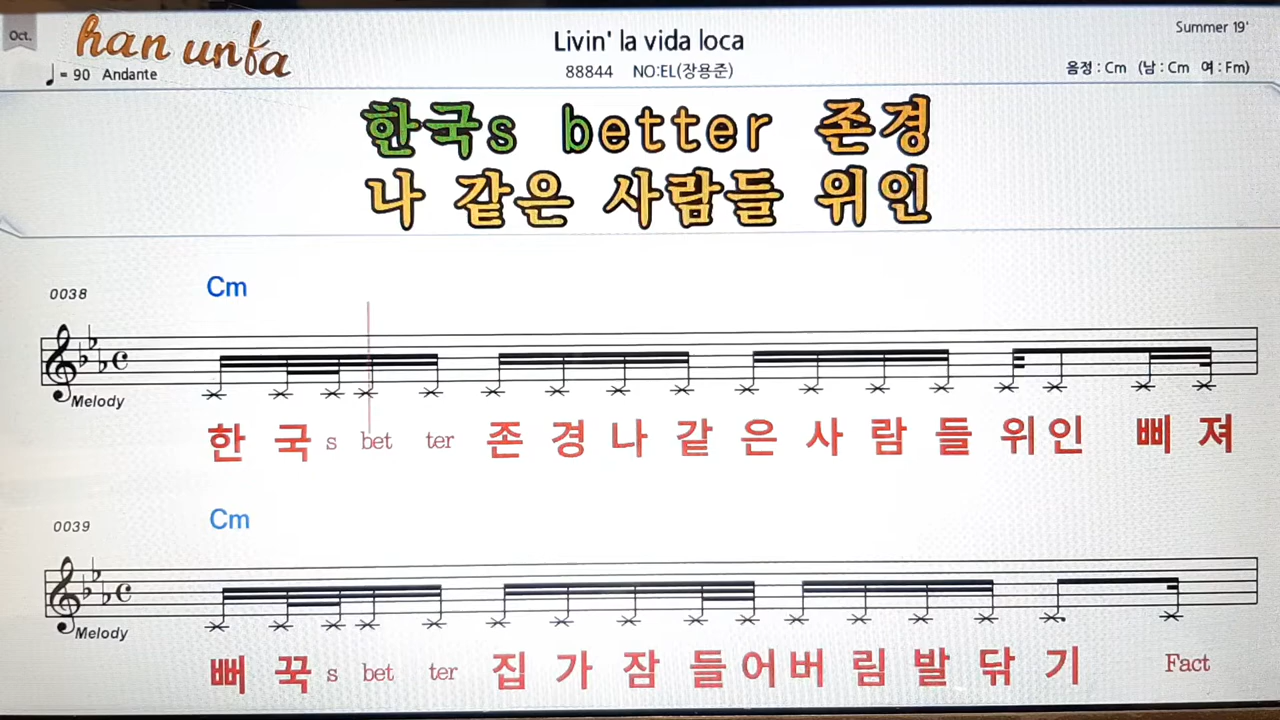 Oct.
han unfa
Livin' la vida loca
Summer 19'
♩ = 90 Andante
88844 NO:EL(장용준)
음정 : Cm (남 : Cm 여 : Fm)
한국s better 존경
나 같은 사람들 위인
0038
Cm
Melody
한 국 s bet ter 존 경 나 같 은 사 람 들 위 인 삐 져
0039
Cm
Melody
뻐 꾹 s bet ter 집 가 잠 들 어 버 림 발 닦 기 Fact